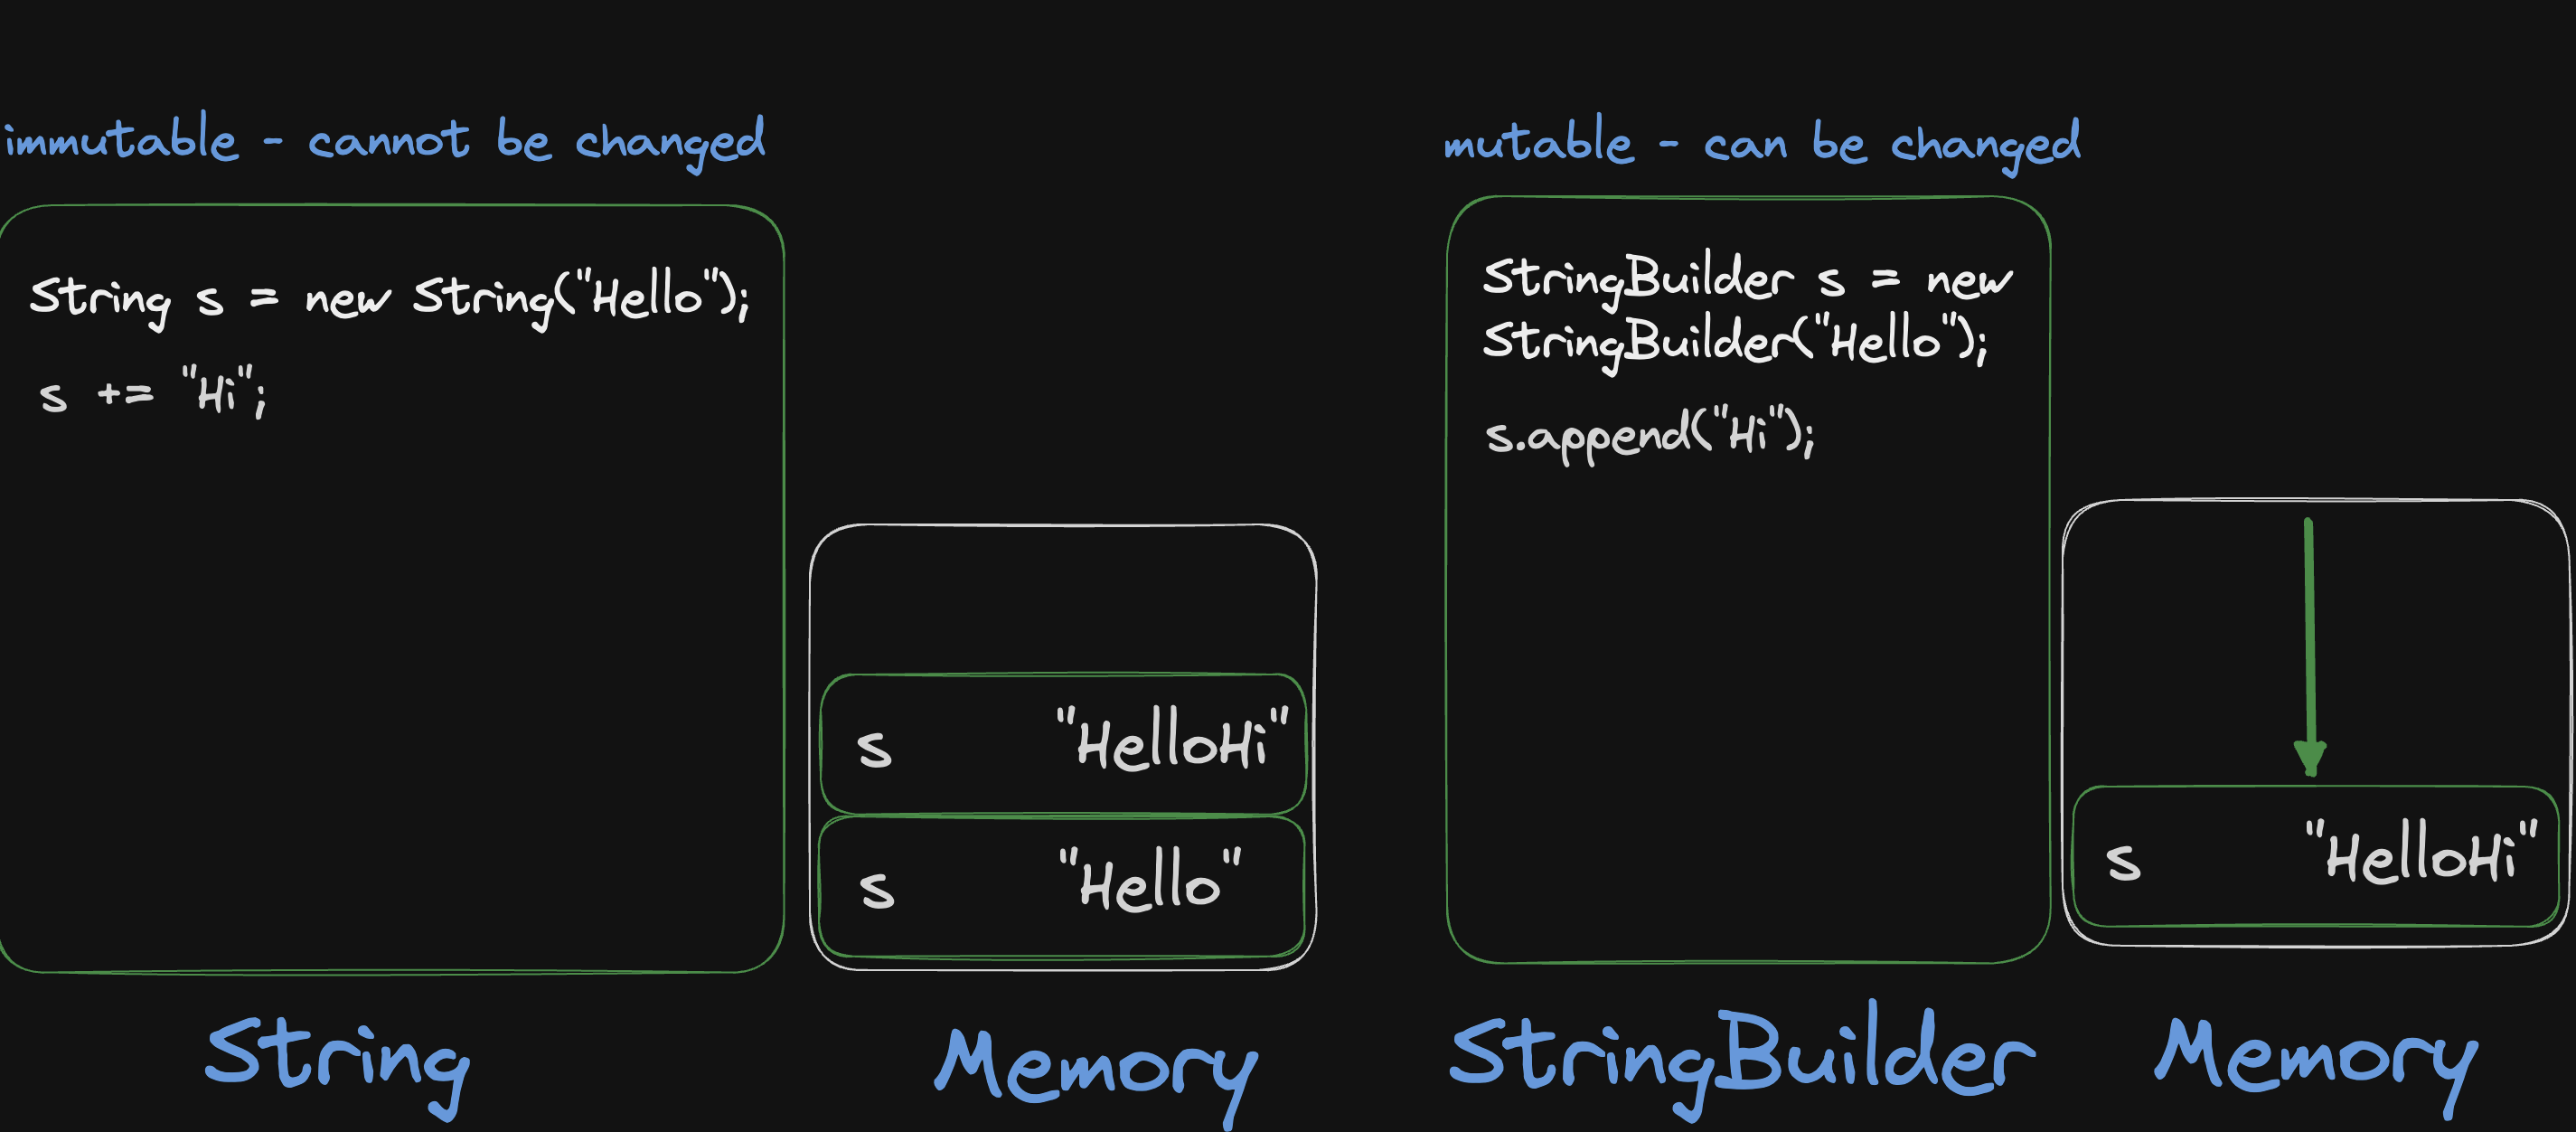 immutable - cannot be changed
String s = new String("Hello");
s += "Hi";
s "HelloHi"
s "Hello"
String
Memory
mutable - can be changed
StringBuilder s = new
StringBuilder("Hello");
s.append("Hi");
s "HelloHi"
StringBuilder
Memory